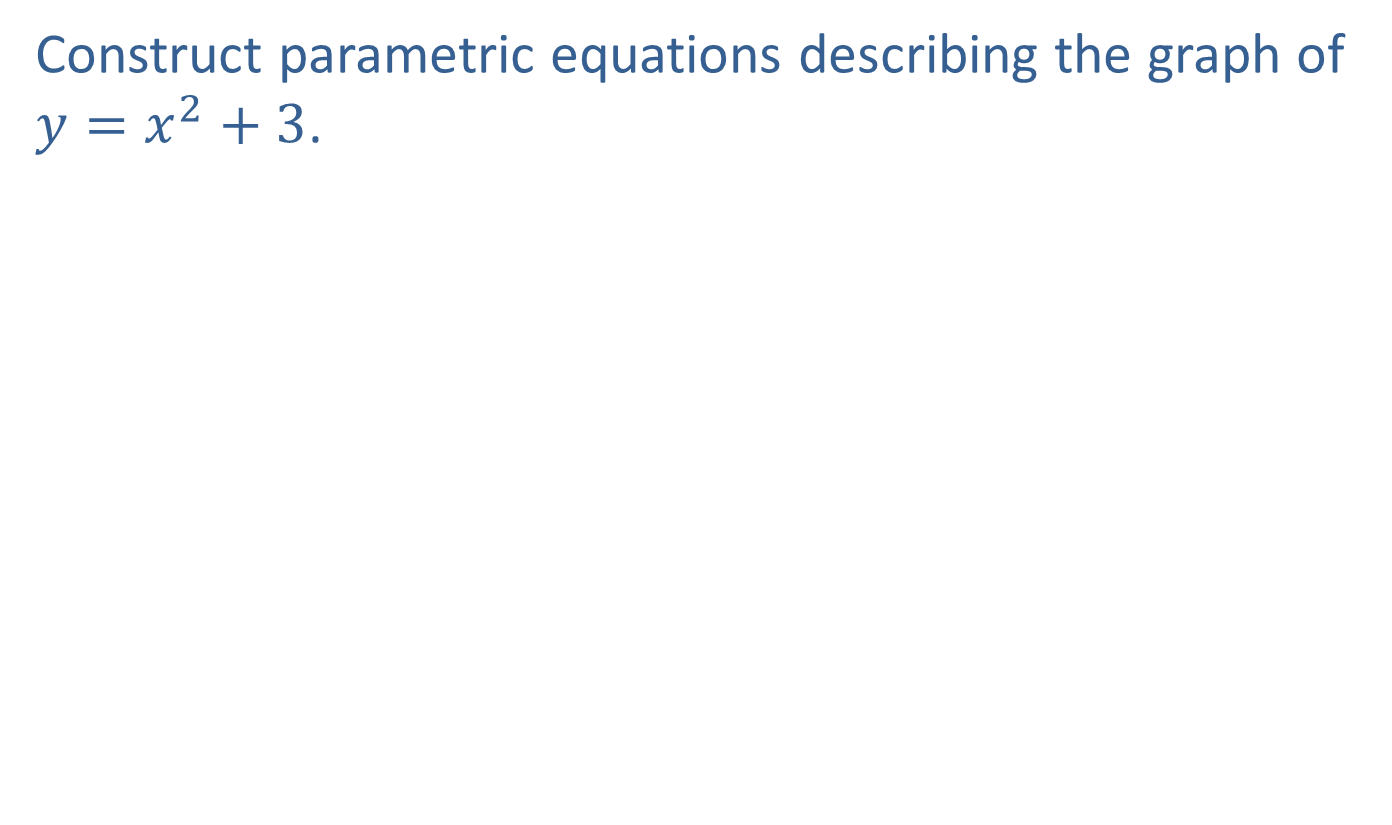 Construct parametric equations describing the graph of
y = x² + 3.